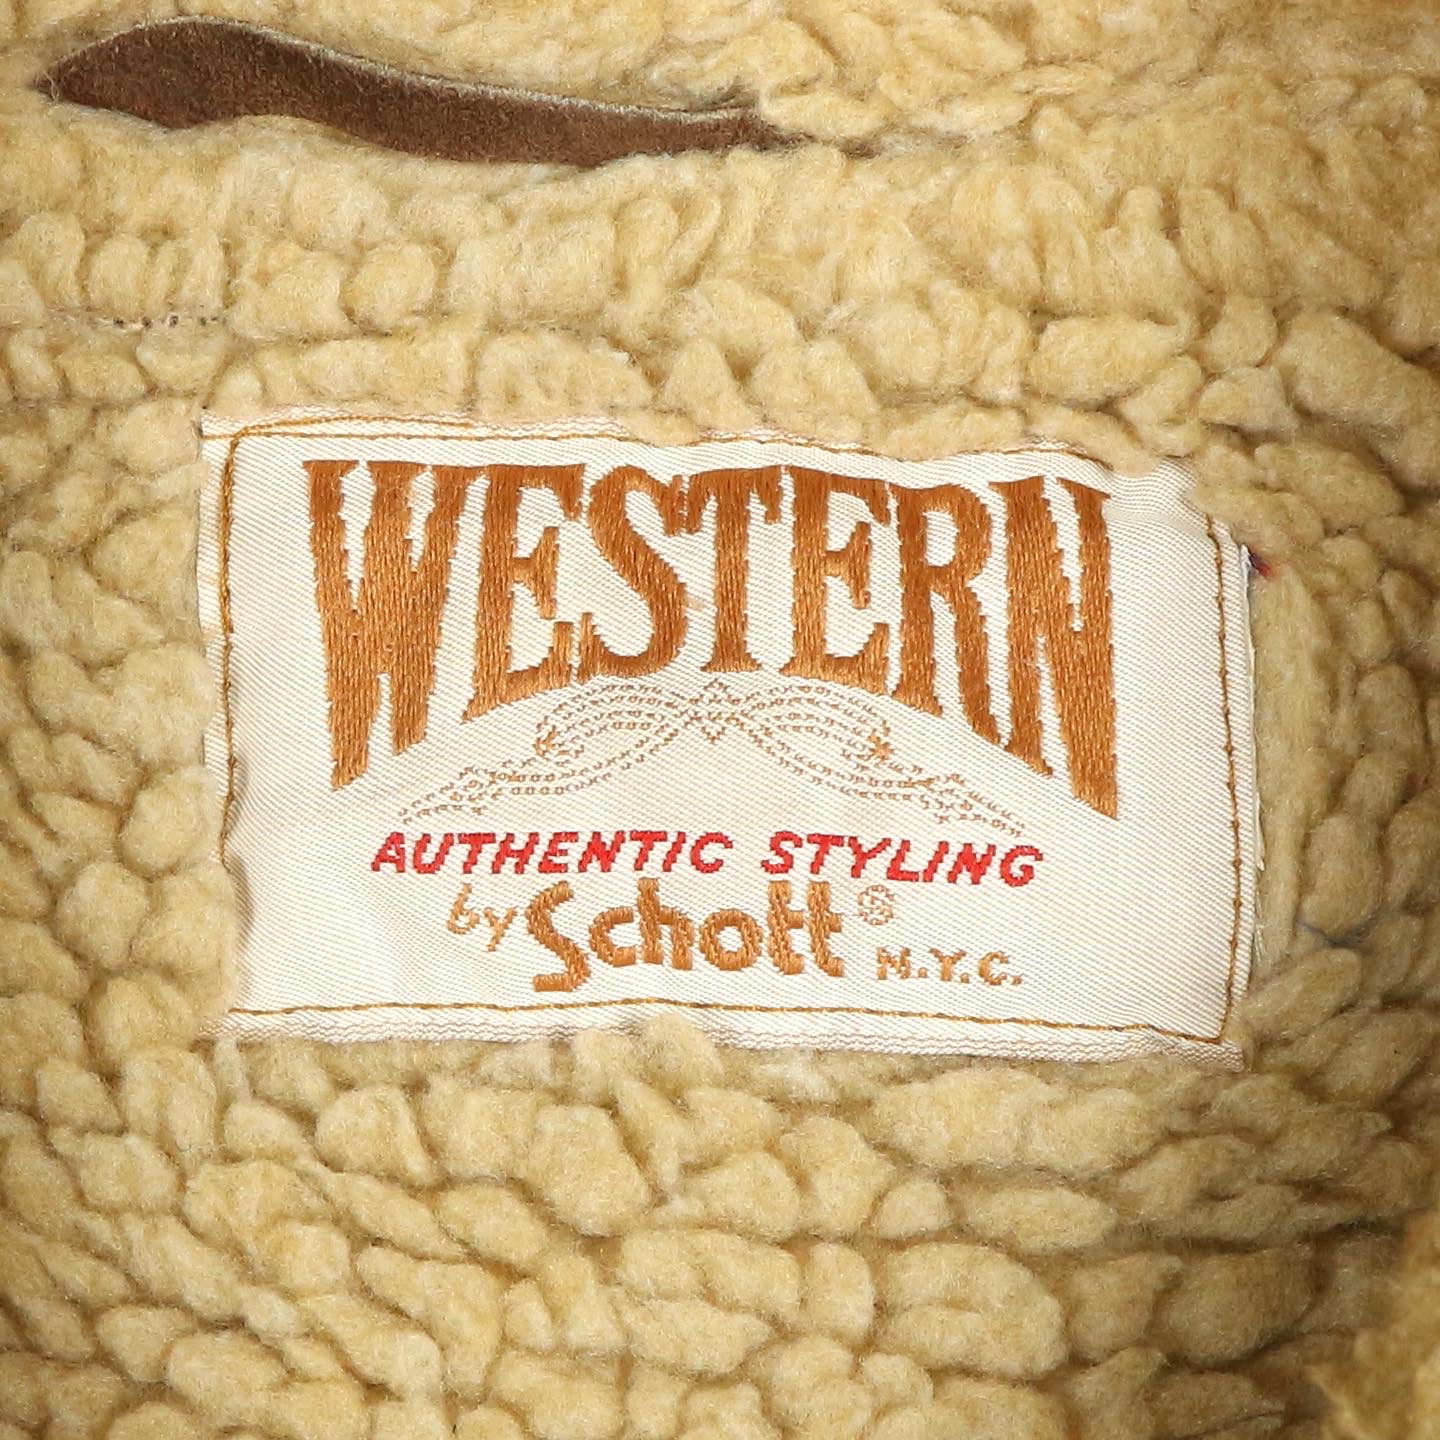 WESTERN
AUTHENTIC STYLING
by Schott®
N.Y.C.